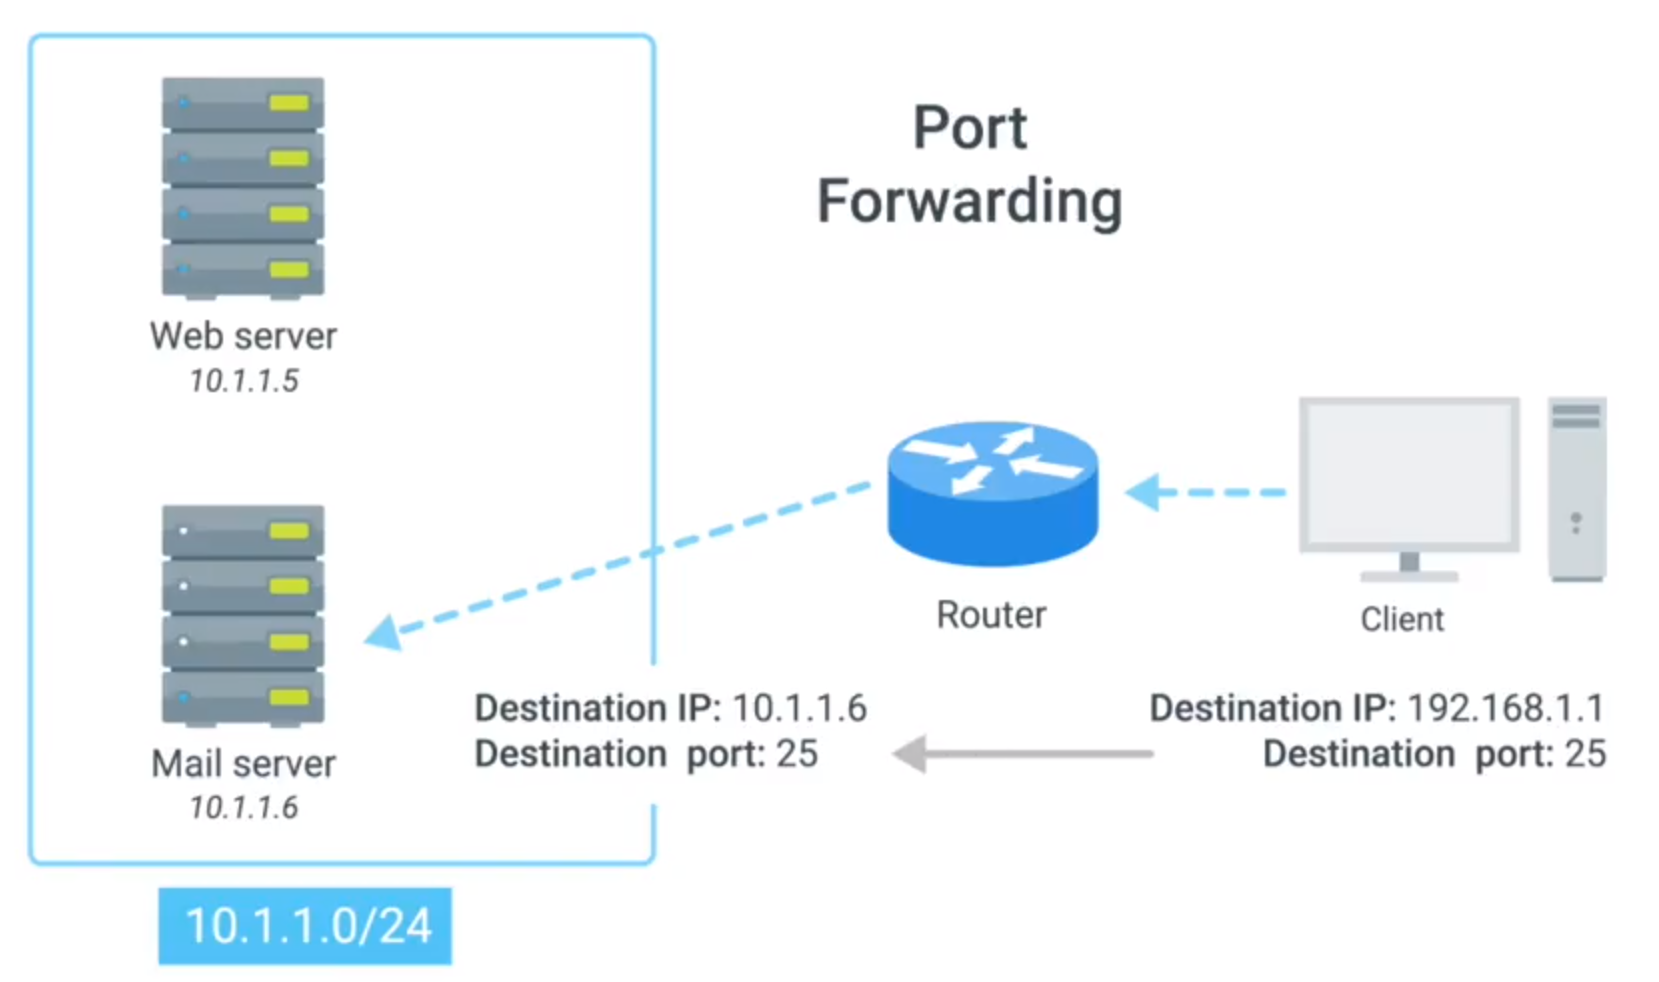 Port
Forwarding
Web server
10.1.1.5
Router
Client
Mail server
10.1.1.6
Destination IP: 10.1.1.6
Destination port: 25
Destination IP: 192.168.1.1
Destination port: 25
10.1.1.0/24